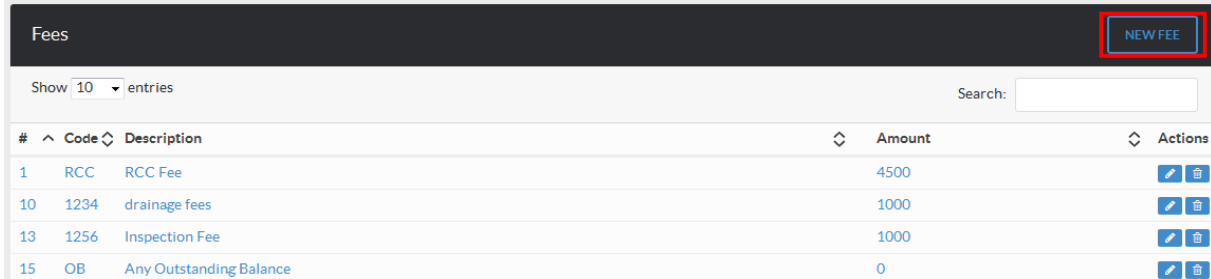 Fees NEW FEE
Show 10 entries Search:
# Code Description Amount Actions
1 RCC RCC Fee 4500
10 1234 drainage fees 1000
13 1256 Inspection Fee 1000
15 OB Any Outstanding Balance 0